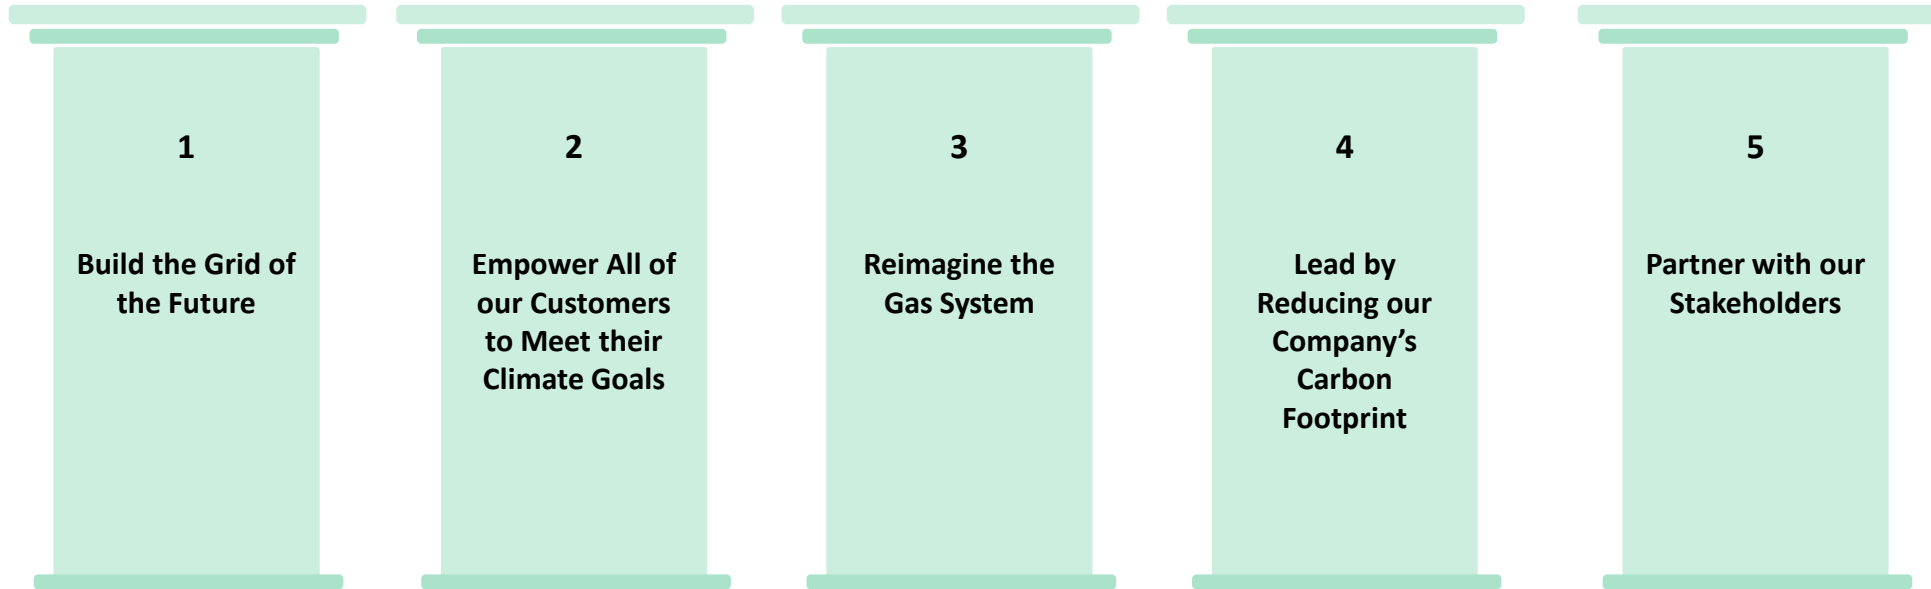 1
Build the Grid of
the Future
2
Empower All of
our Customers
to Meet their
Climate Goals
3
Reimagine the
Gas System
4
Lead by
Reducing our
Company’s
Carbon
Footprint
5
Partner with our
Stakeholders